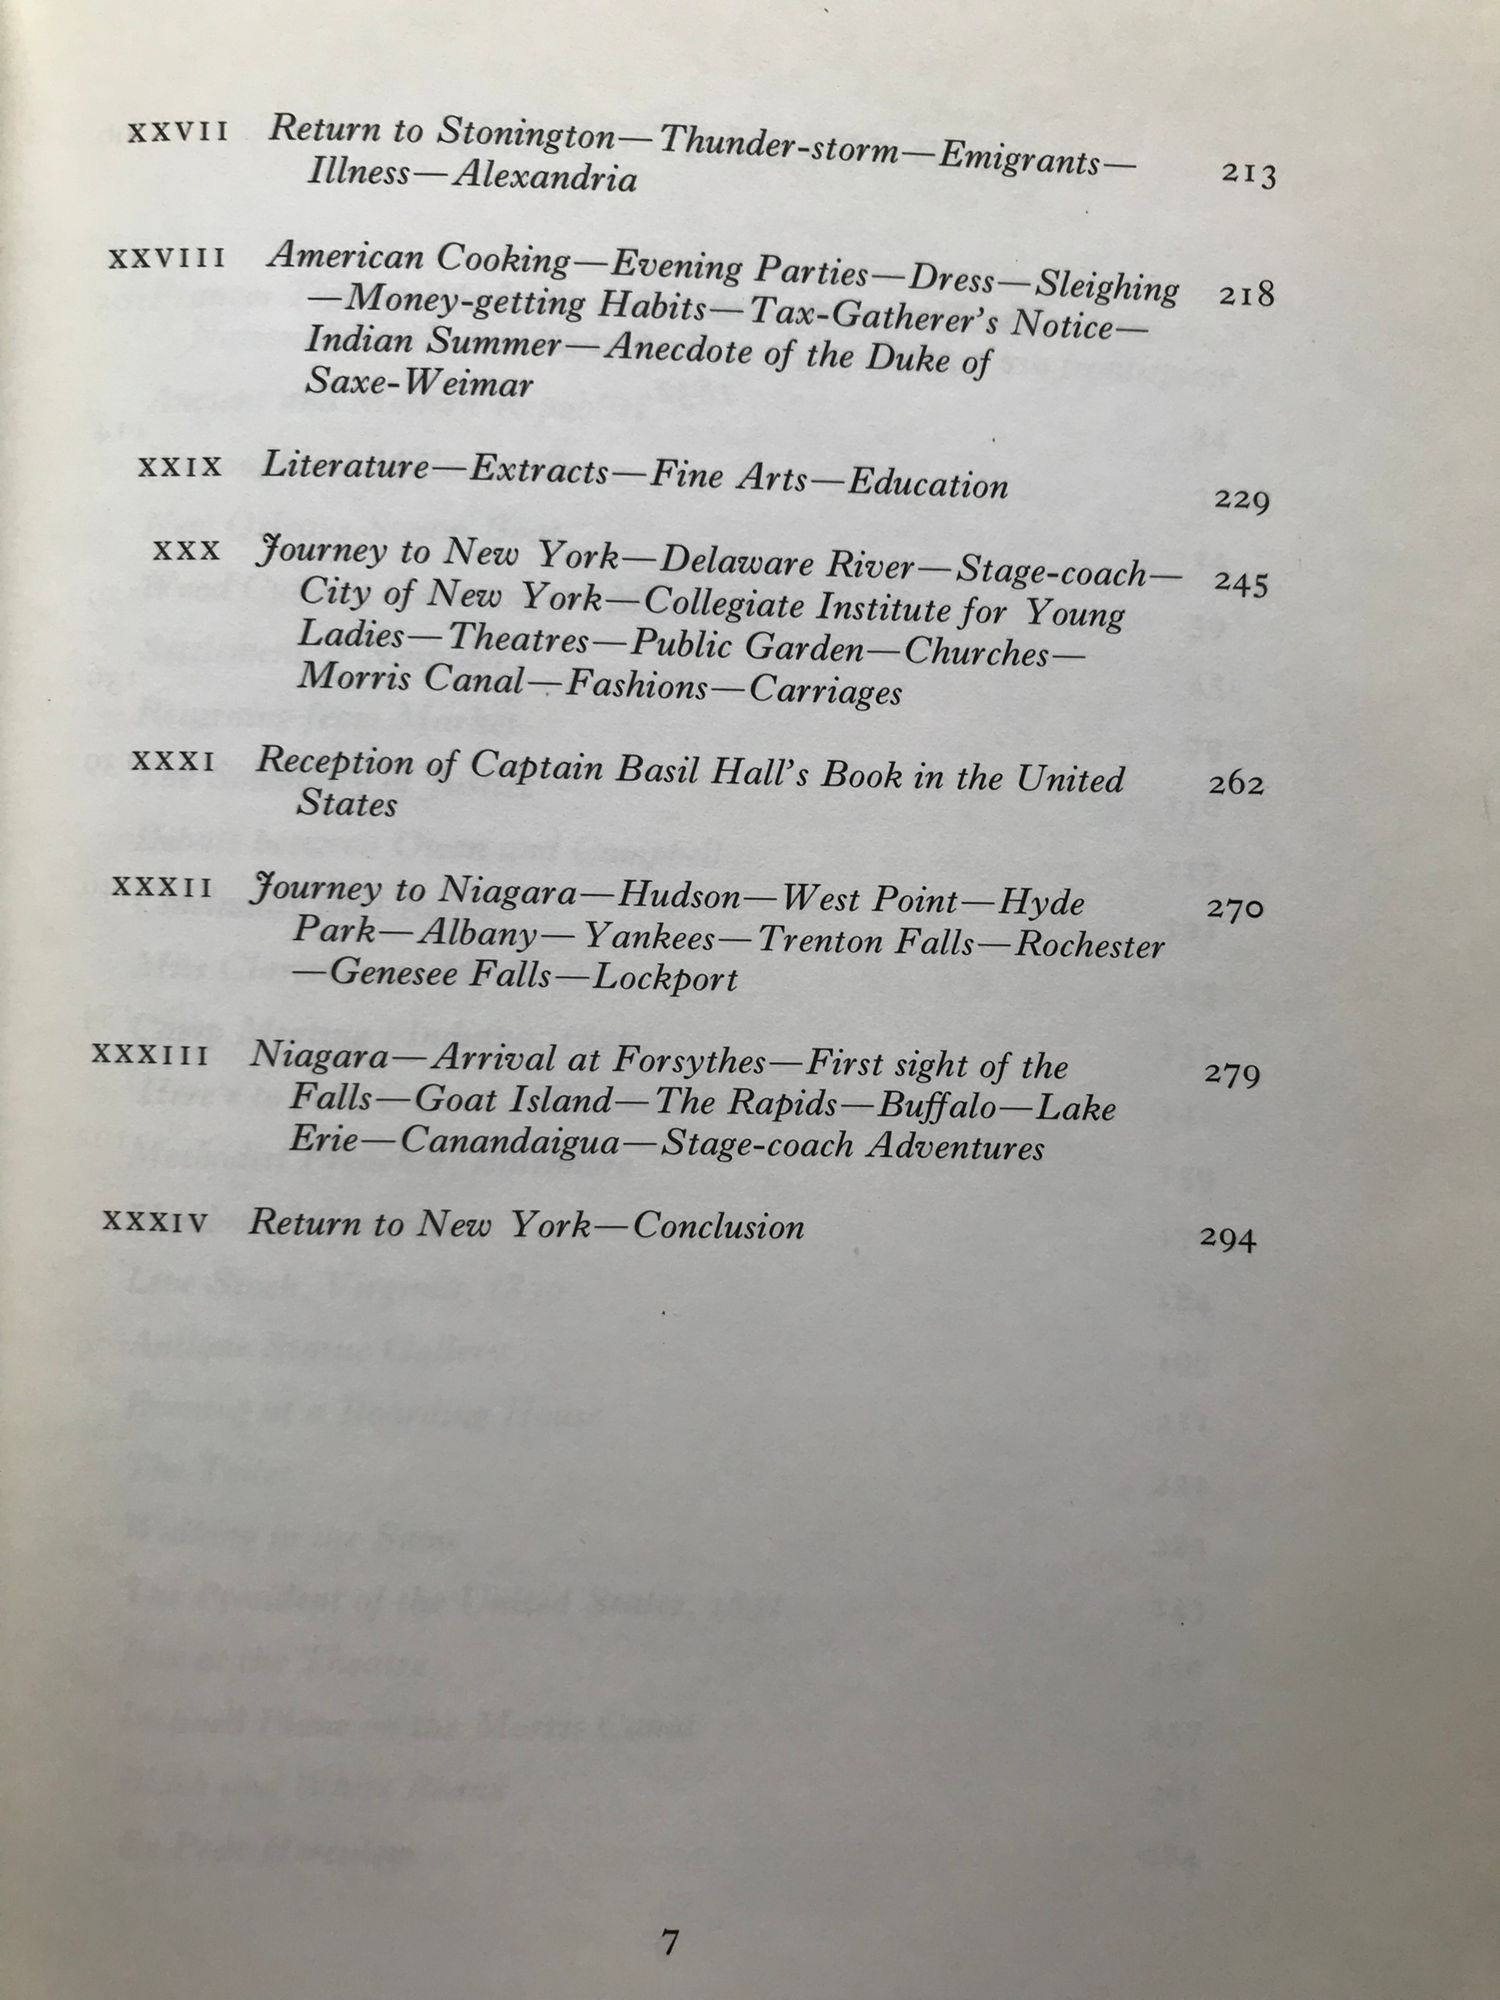 XXVII Return to Stonington—Thunder-storm—Emigrants— 213
Illness—Alexandria
XXVIII American Cooking—Evening Parties—Dress—Sleighing 218
—Money-getting Habits—Tax-Gatherer's Notice—
Indian Summer—Anecdote of the Duke of
Saxe-Weimar
XXIX Literature—Extracts—Fine Arts—Education 229
XXX Journey to New York—Delaware River—Stage-coach— 245
City of New York—Collegiate Institute for Young
Ladies—Theatres—Public Garden—Churches—
Morris Canal—Fashions—Carriages
XXXI Reception of Captain Basil Hall's Book in the United 262
States
XXXII Journey to Niagara—Hudson—West Point—Hyde 270
Park—Albany—Yankees—Trenton Falls—Rochester
—Genesee Falls—Lockport
XXXIII Niagara—Arrival at Forsythes—First sight of the 279
Falls—Goat Island—The Rapids—Buffalo—Lake
Erie—Canandaigua—Stage-coach Adventures
XXXIV Return to New York—Conclusion 294
7